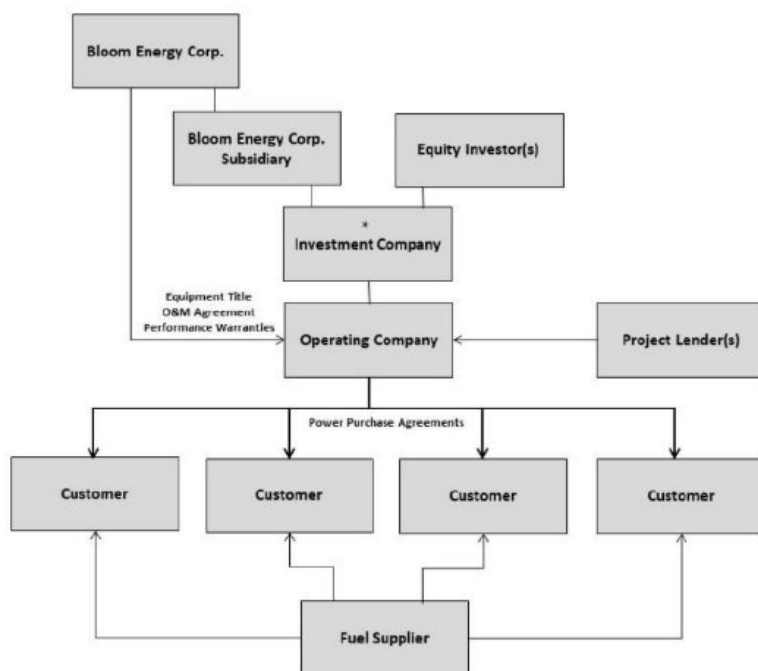 Bloom Energy Corp.
Bloom Energy Corp.
Subsidiary
Equity Investor(s)
*
Investment Company
Equipment Title
O&M Agreement
Performance Warranties
Operating Company
Project Lender(s)
Power Purchase Agreements
Customer
Customer
Customer
Customer
Fuel Supplier